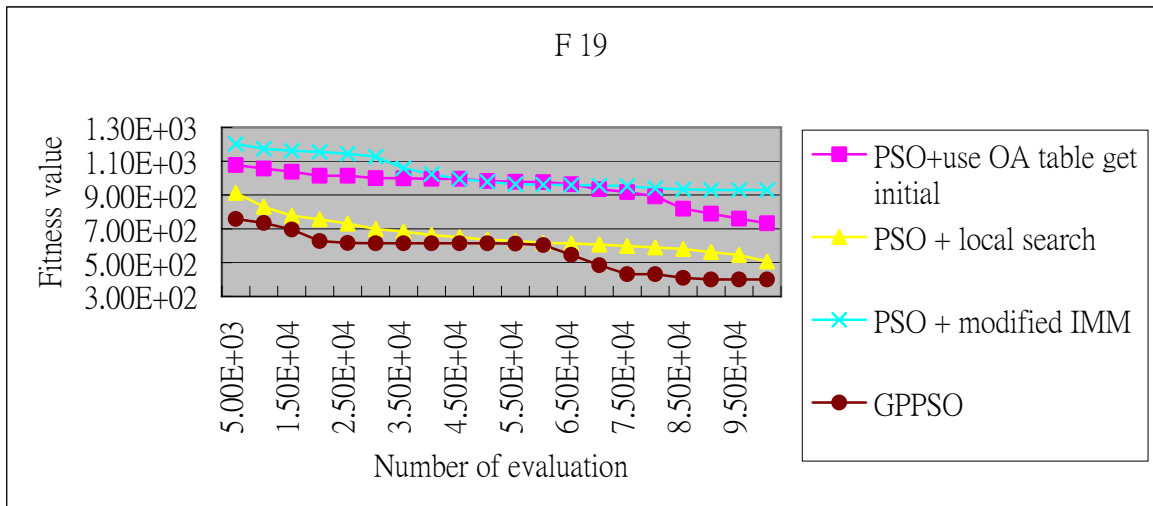 F 19
Fitness value
1.30E+03
1.10E+03
9.00E+02
7.00E+02
5.00E+02
3.00E+02
5.00E+03
1.50E+04
2.50E+04
3.50E+04
4.50E+04
5.50E+04
6.50E+04
7.50E+04
8.50E+04
9.50E+04
Number of evaluation
PSO+use OA table get
initial
PSO + local search
PSO + modified IMM
GPPSO